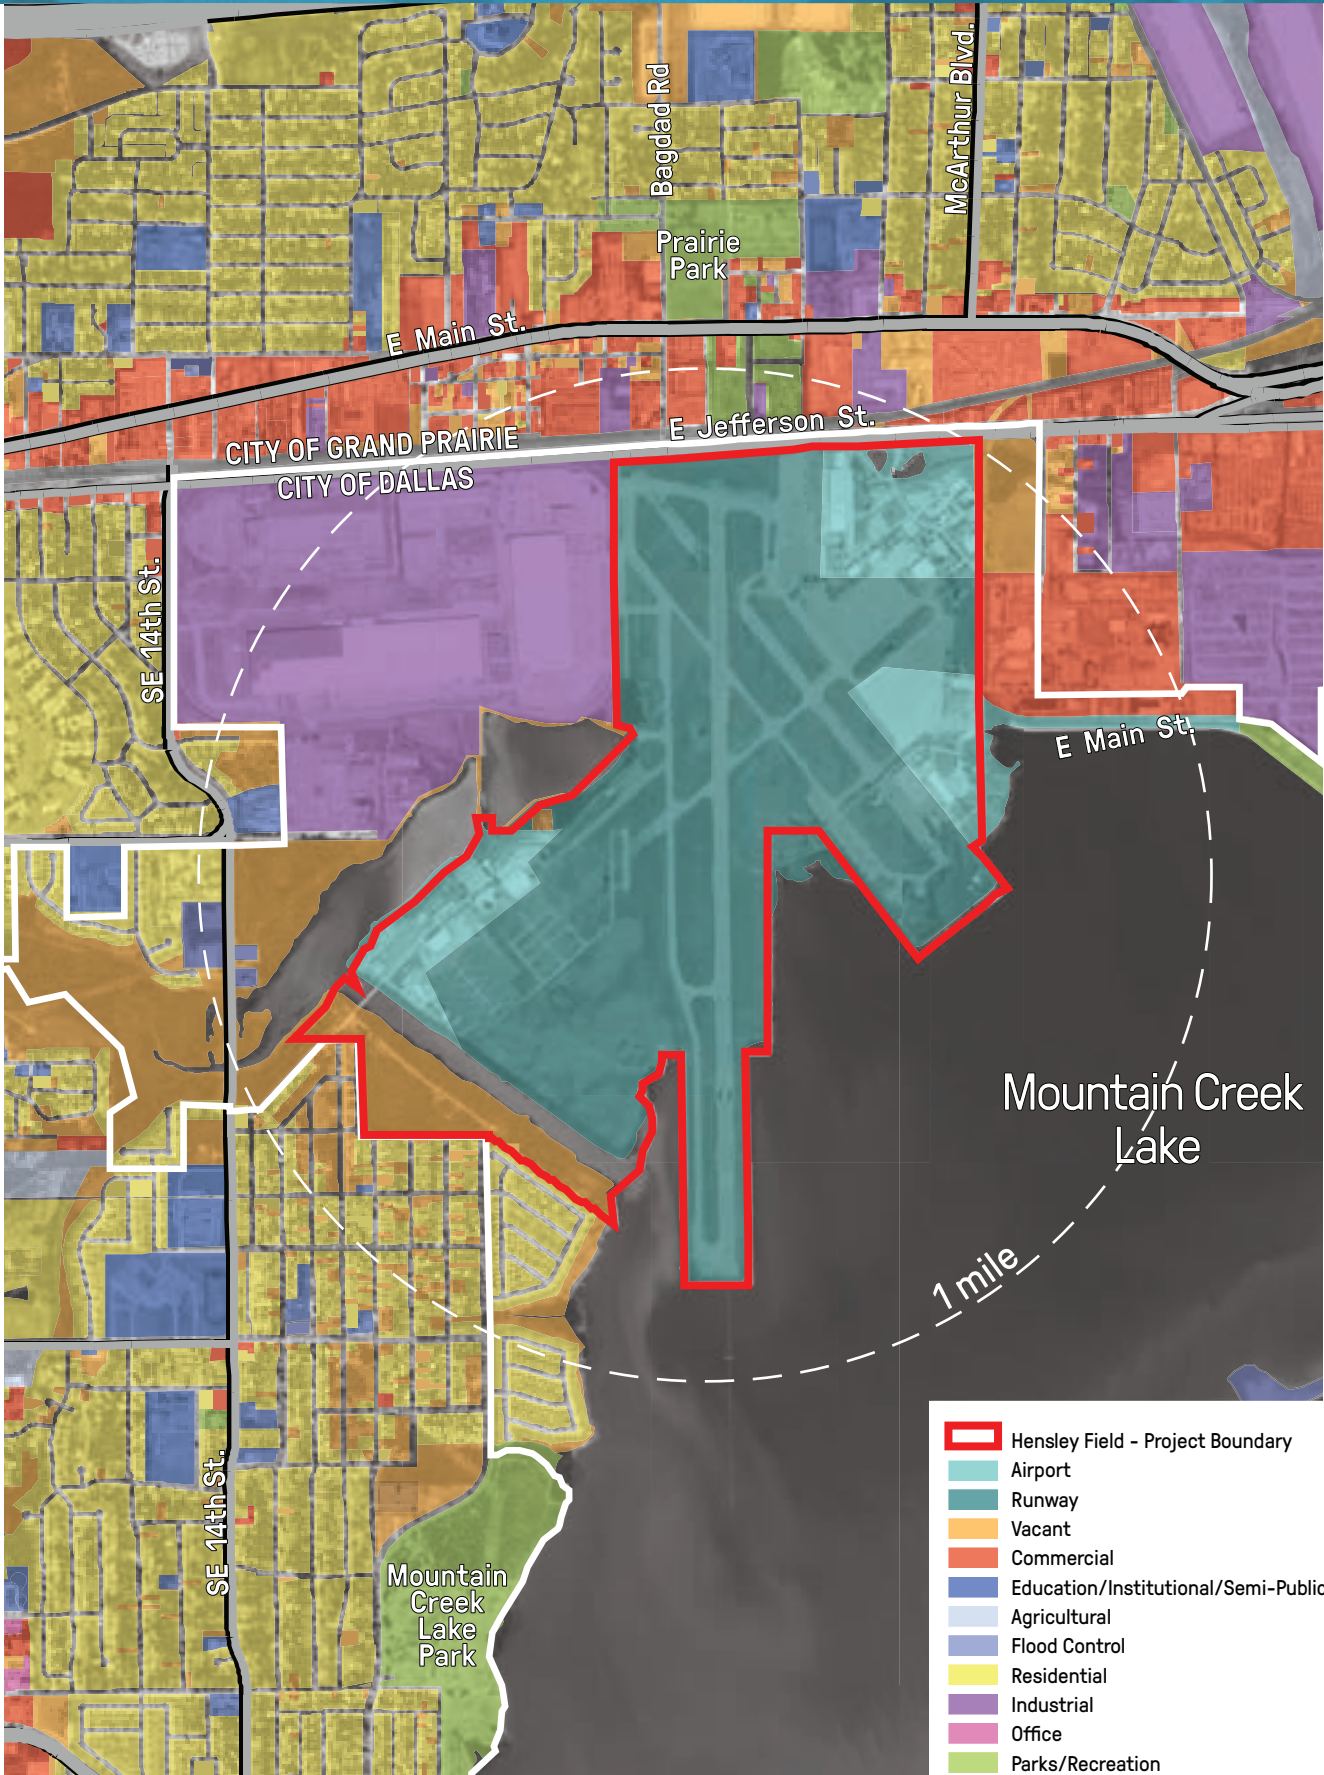 Bagdad Rd
McArthur Blvd.
Prairie
Park
E Main St.
E Jefferson St.
CITY OF GRAND PRAIRIE
CITY OF DALLAS
SE 14th St.
E Main St.
Mountain Creek
Lake
1 mile
SE 14th St.
Mountain
Creek
Lake
Park
Hensley Field - Project Boundary
Airport
Runway
Vacant
Commercial
Education/Institutional/Semi-Public
Agricultural
Flood Control
Residential
Industrial
Office
Parks/Recreation